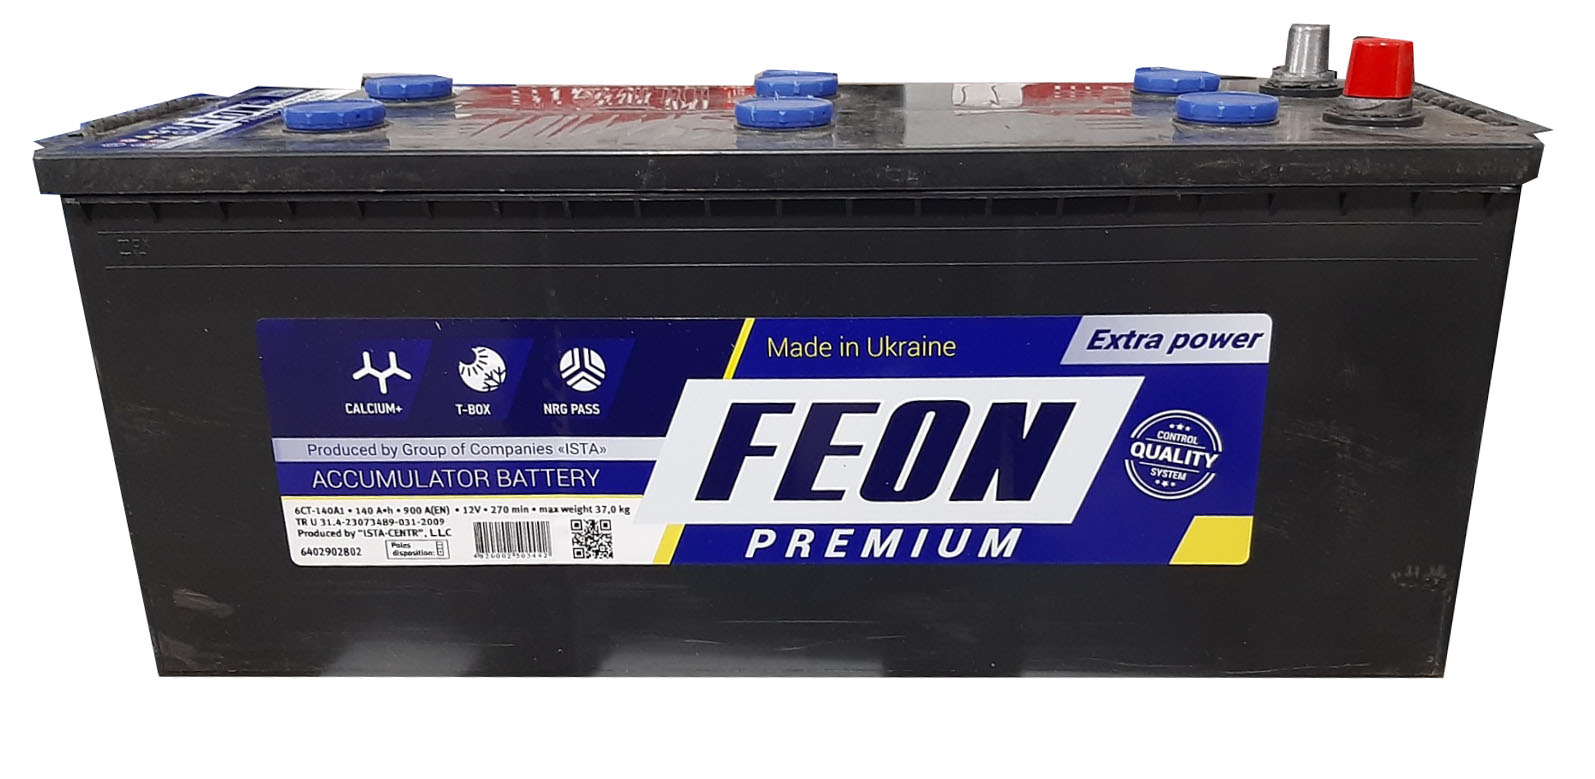 Made in Ukraine
Extra power
CALCIUM+ T-BOX NRG PASS
FEON
PREMIUM
CONTROL
QUALITY
SYSTEM
Produced by Group of Companies «ISTA»
ACCUMULATOR BATTERY
6CT-140A1 • 140 A•h • 900 A(EN) • 12V • 270 min • max weight 37,0 kg
TR U 31.4-23073489-031-2009
Produced by "ISTA-CENTR", LLC
6402902802
Poles
disposition: